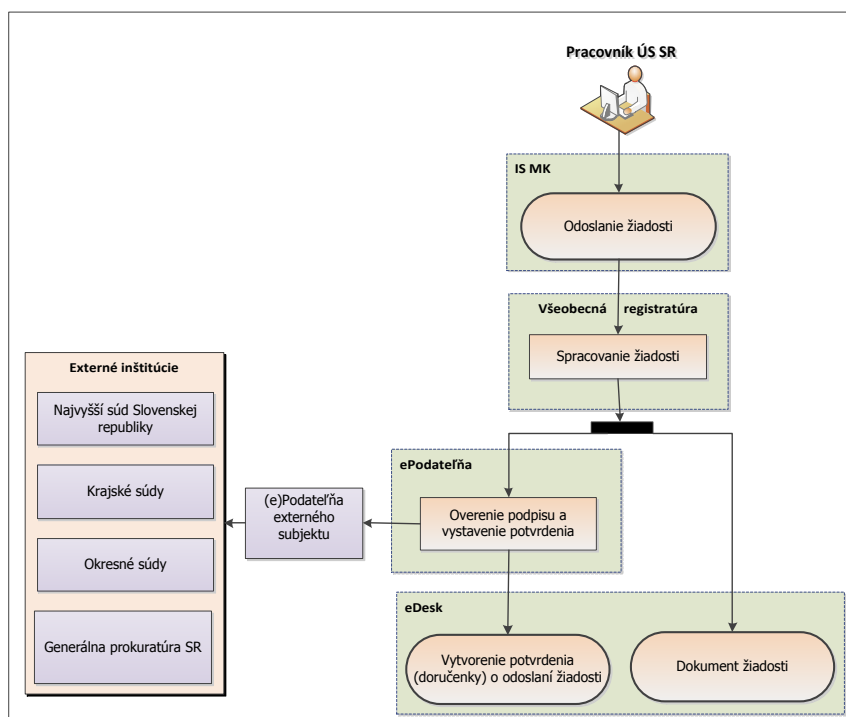 Pracovník ÚS SR
IS MK
Odoslanie žiadosti
Všeobecná registratúra
Spracovanie žiadosti
Externé inštitúcie
Najvyšší súd Slovenskej
republiky
Krajské súdy
Okresné súdy
Generálna prokuratúra SR
(e)Podateľňa
externého
subjektu
ePodateľňa
Overenie podpisu a
vystavenie potvrdenia
eDesk
Vytvorenie potvrdenia
(doručenky) o odoslaní žiadosti
Dokument žiadosti